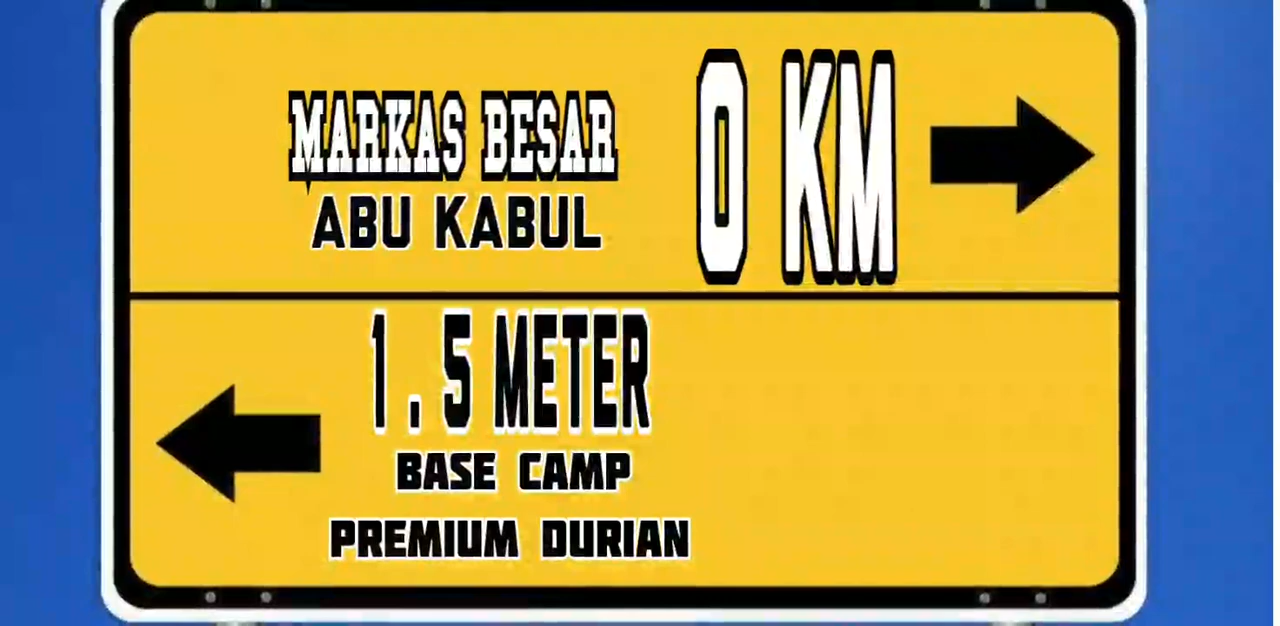 MARKAS BESAR
ABU KABUL
0 KM
1.5 METER
BASE CAMP
PREMIUM DURIAN